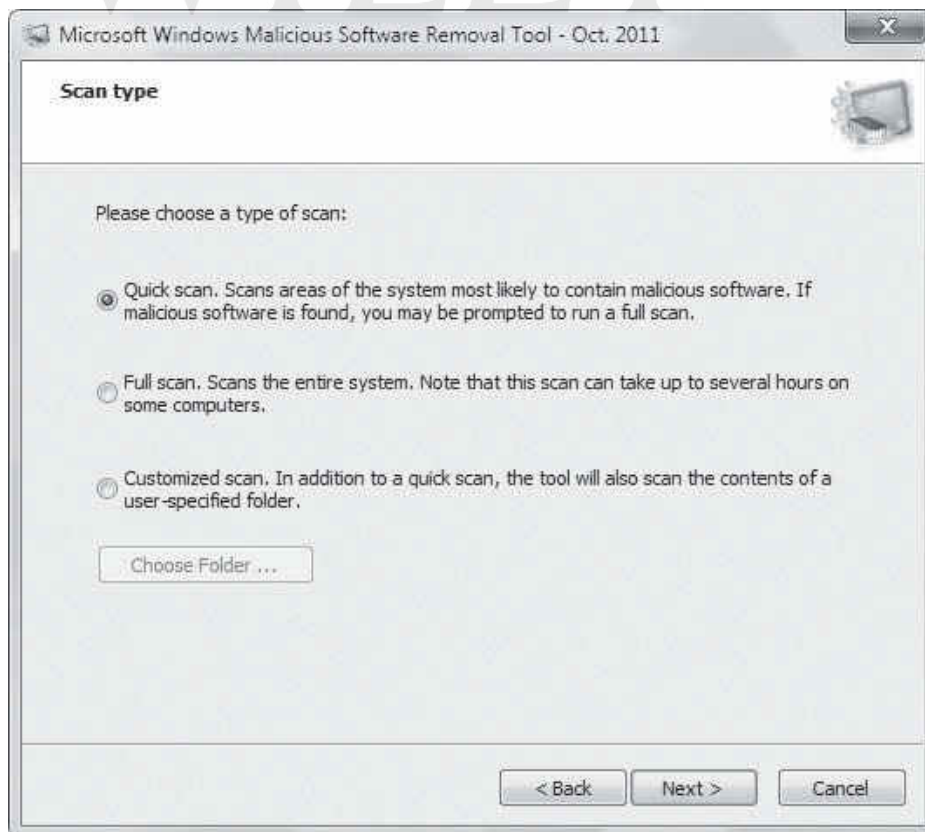 Microsoft Windows Malicious Software Removal Tool - Oct. 2011
Scan type
Please choose a type of scan:
Quick scan. Scans areas of the system most likely to contain malicious software. If
malicious software is found, you may be prompted to run a full scan.
Full scan. Scans the entire system. Note that this scan can take up to several hours on
some computers.
Customized scan. In addition to a quick scan, the tool will also scan the contents of a
user-specified folder.
Choose Folder ...
< Back
Next >
Cancel